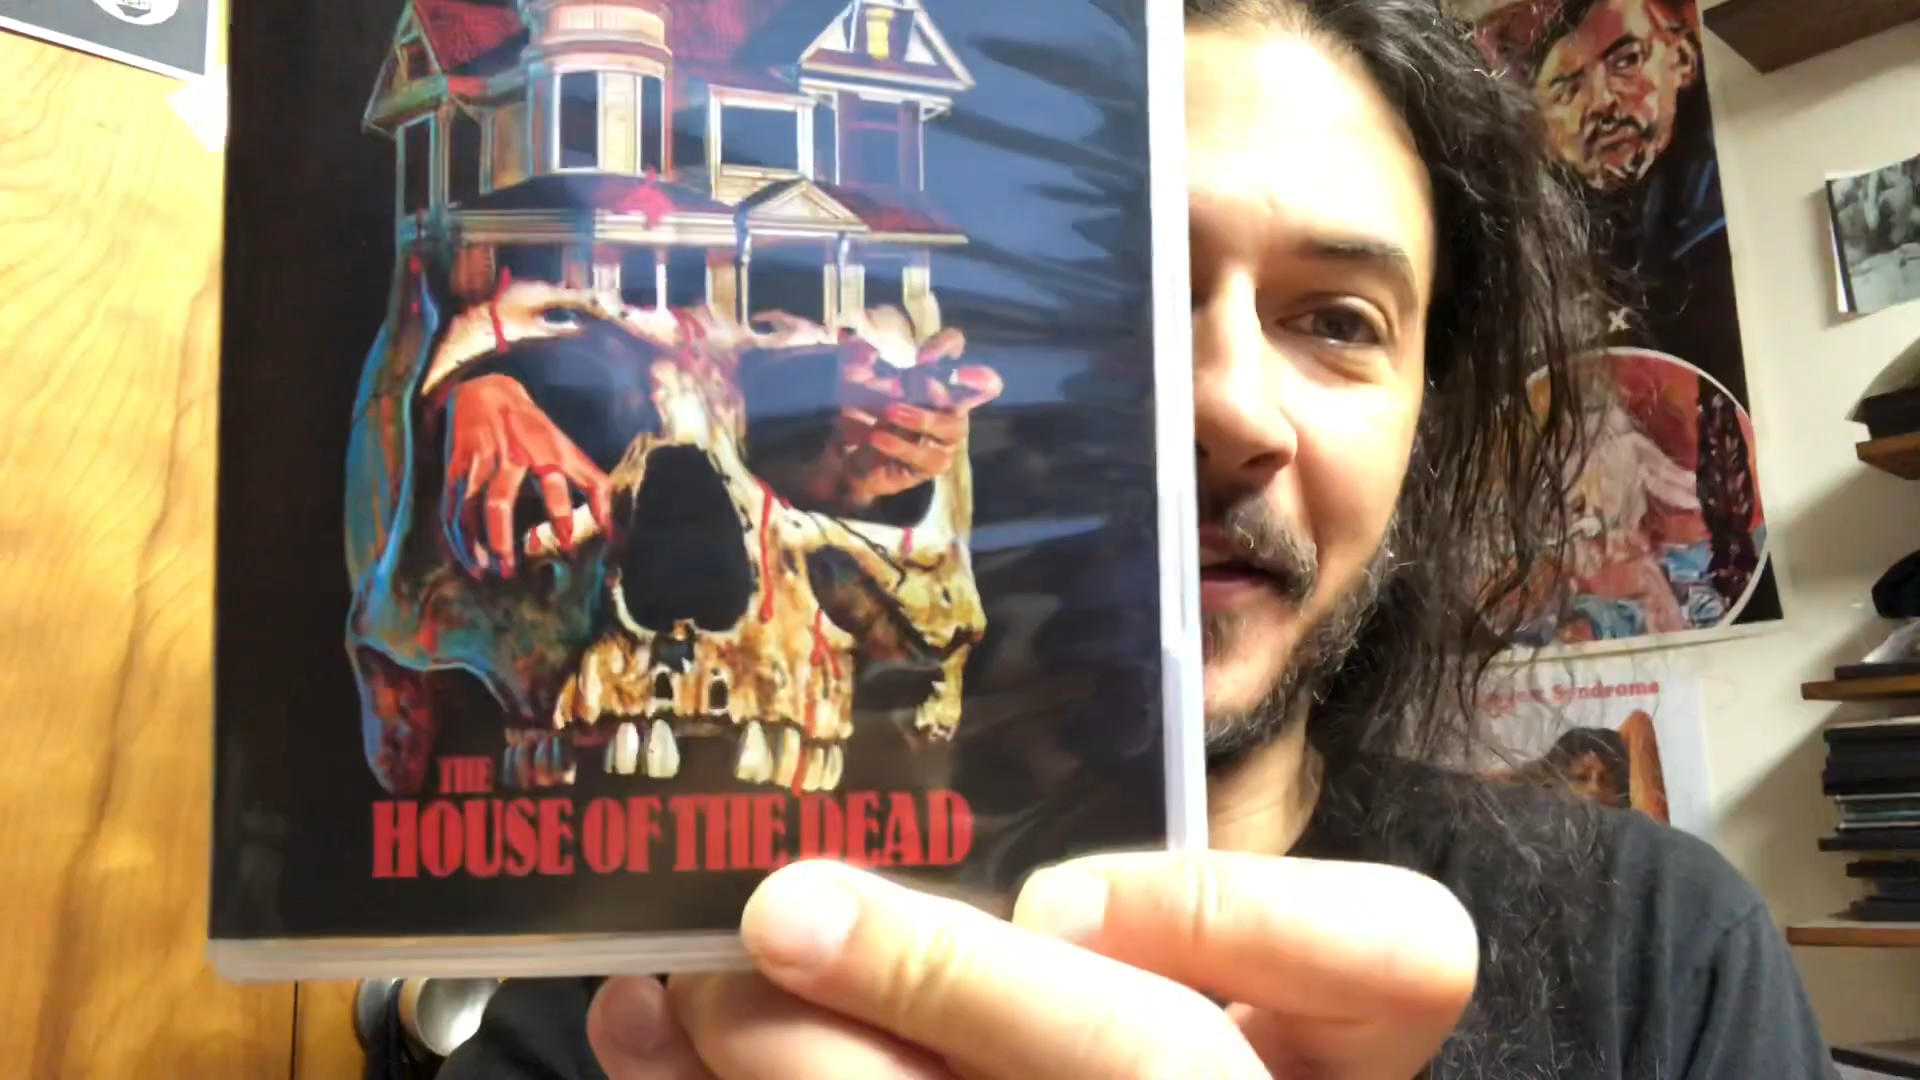 THE
HOUSE OF THE DEAD
X
Syndrome